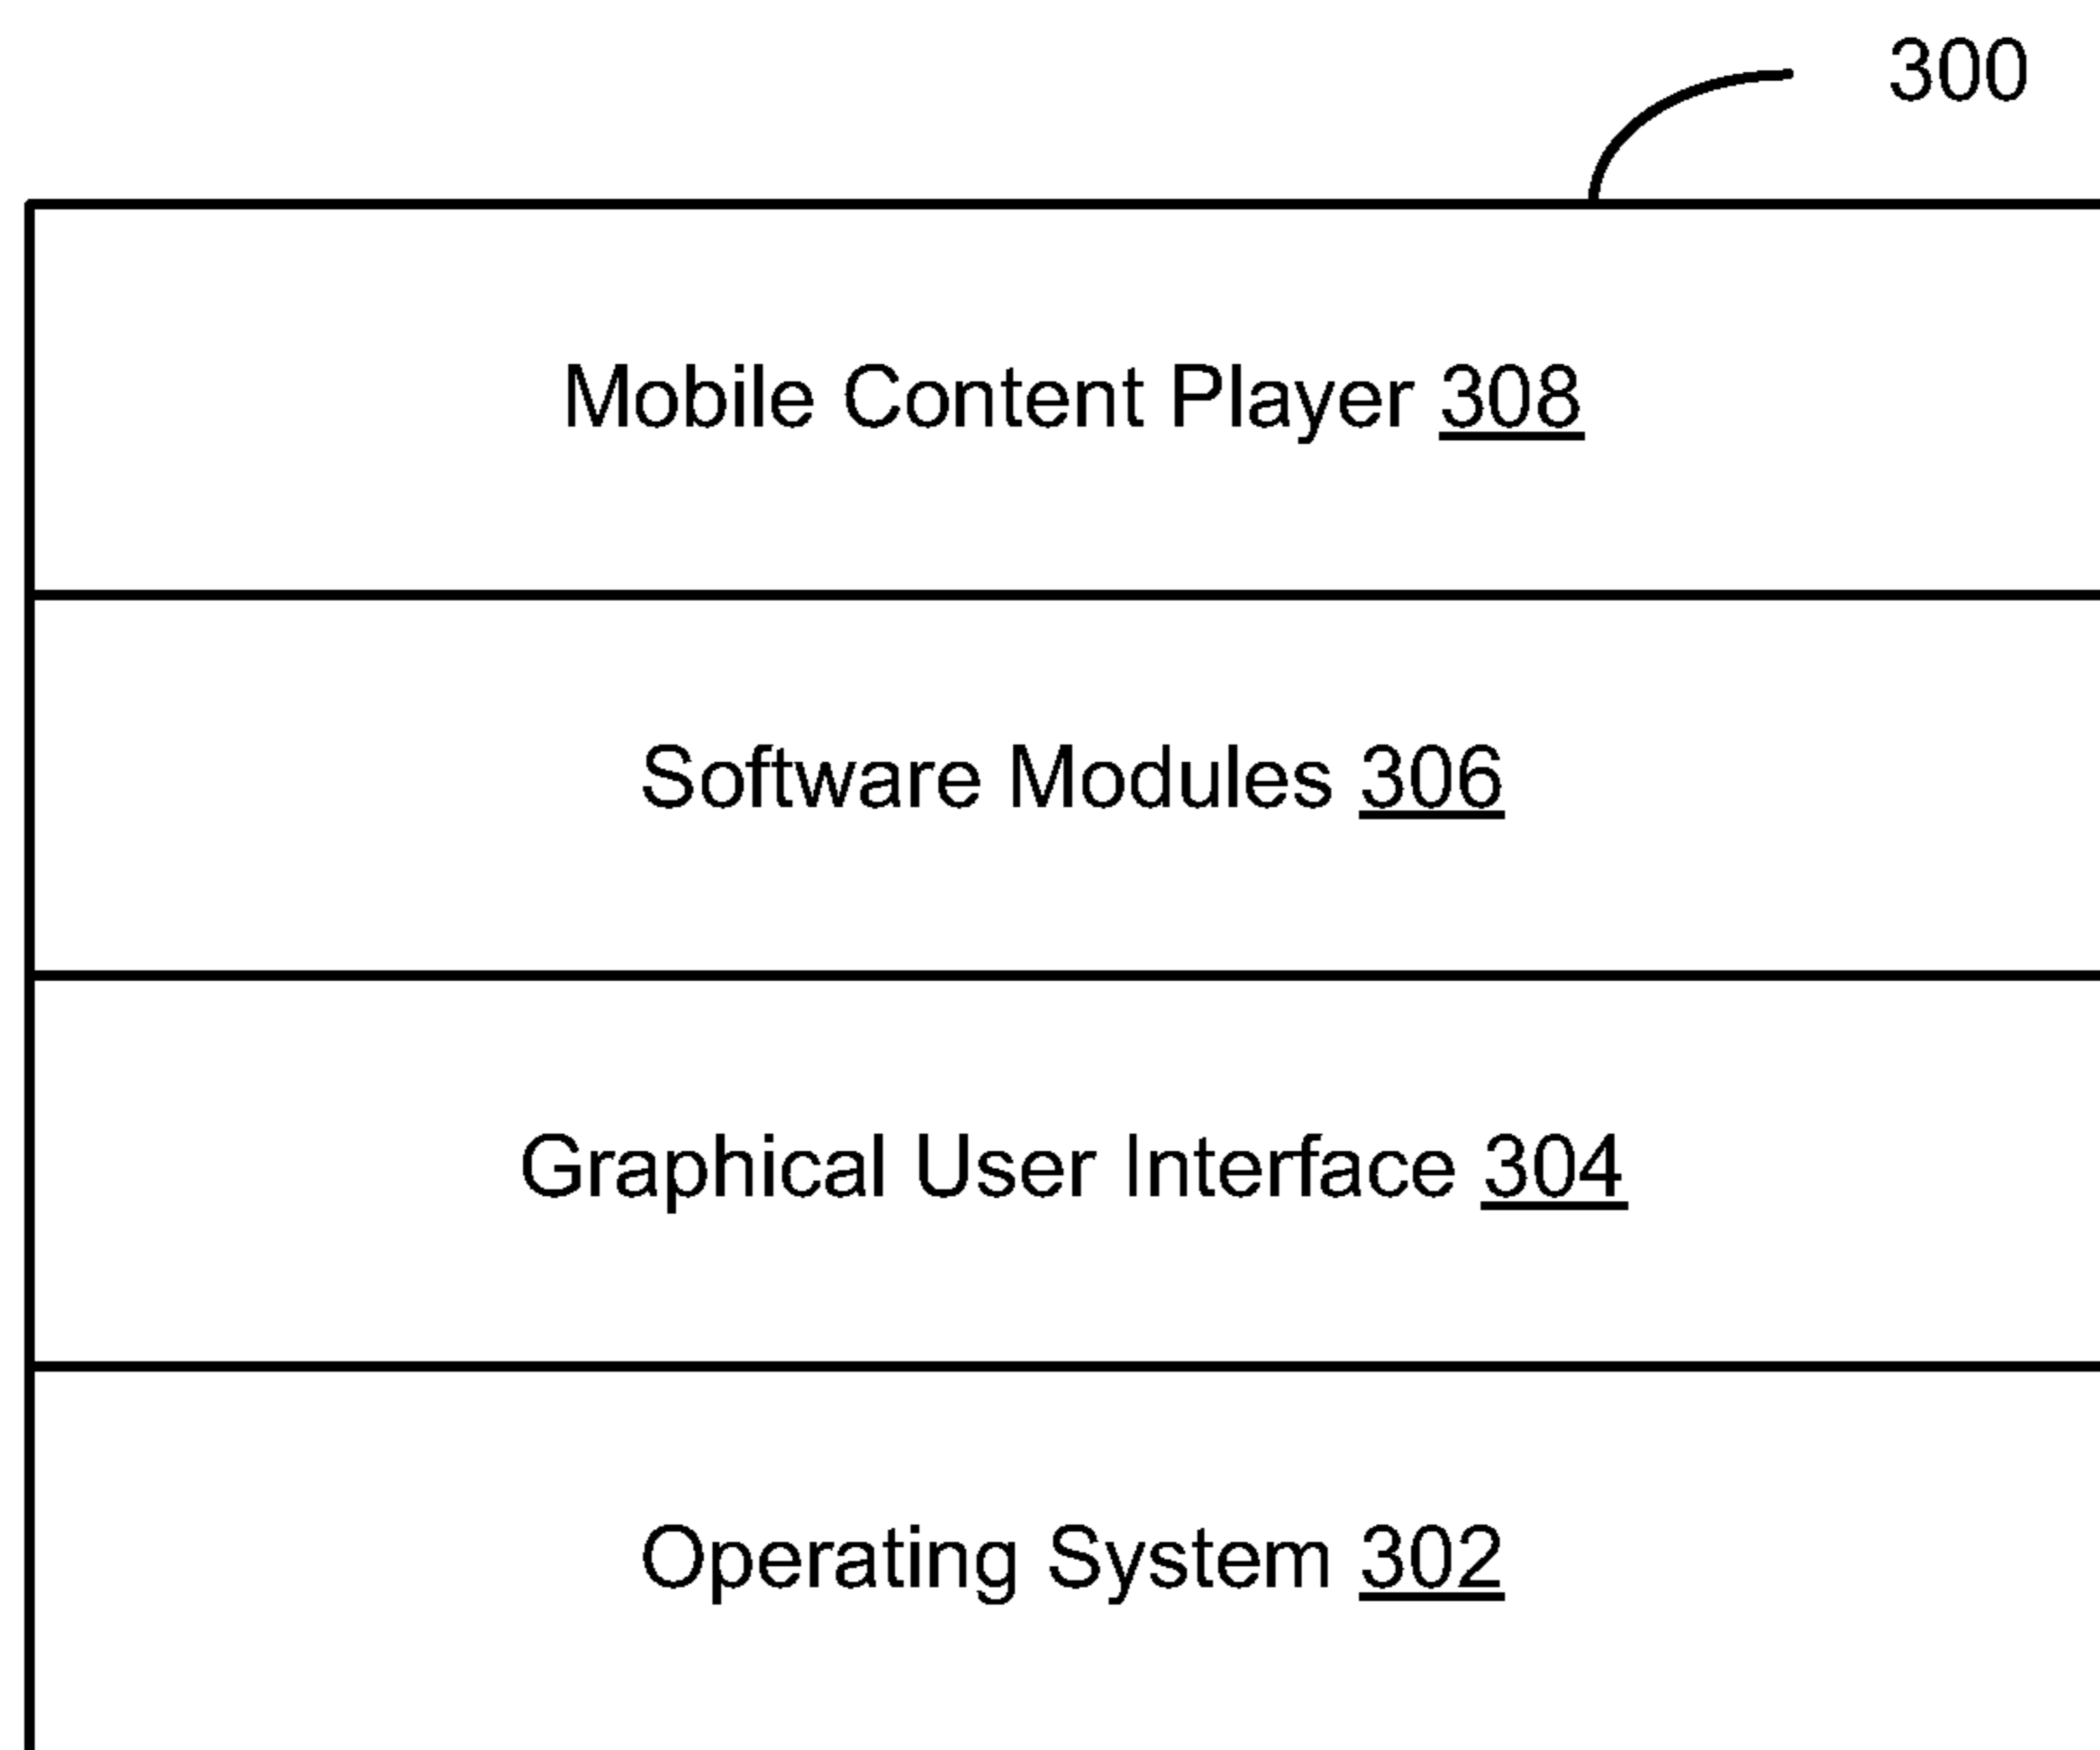 300
Mobile Content Player 308
Software Modules 306
Graphical User Interface 304
Operating System 302